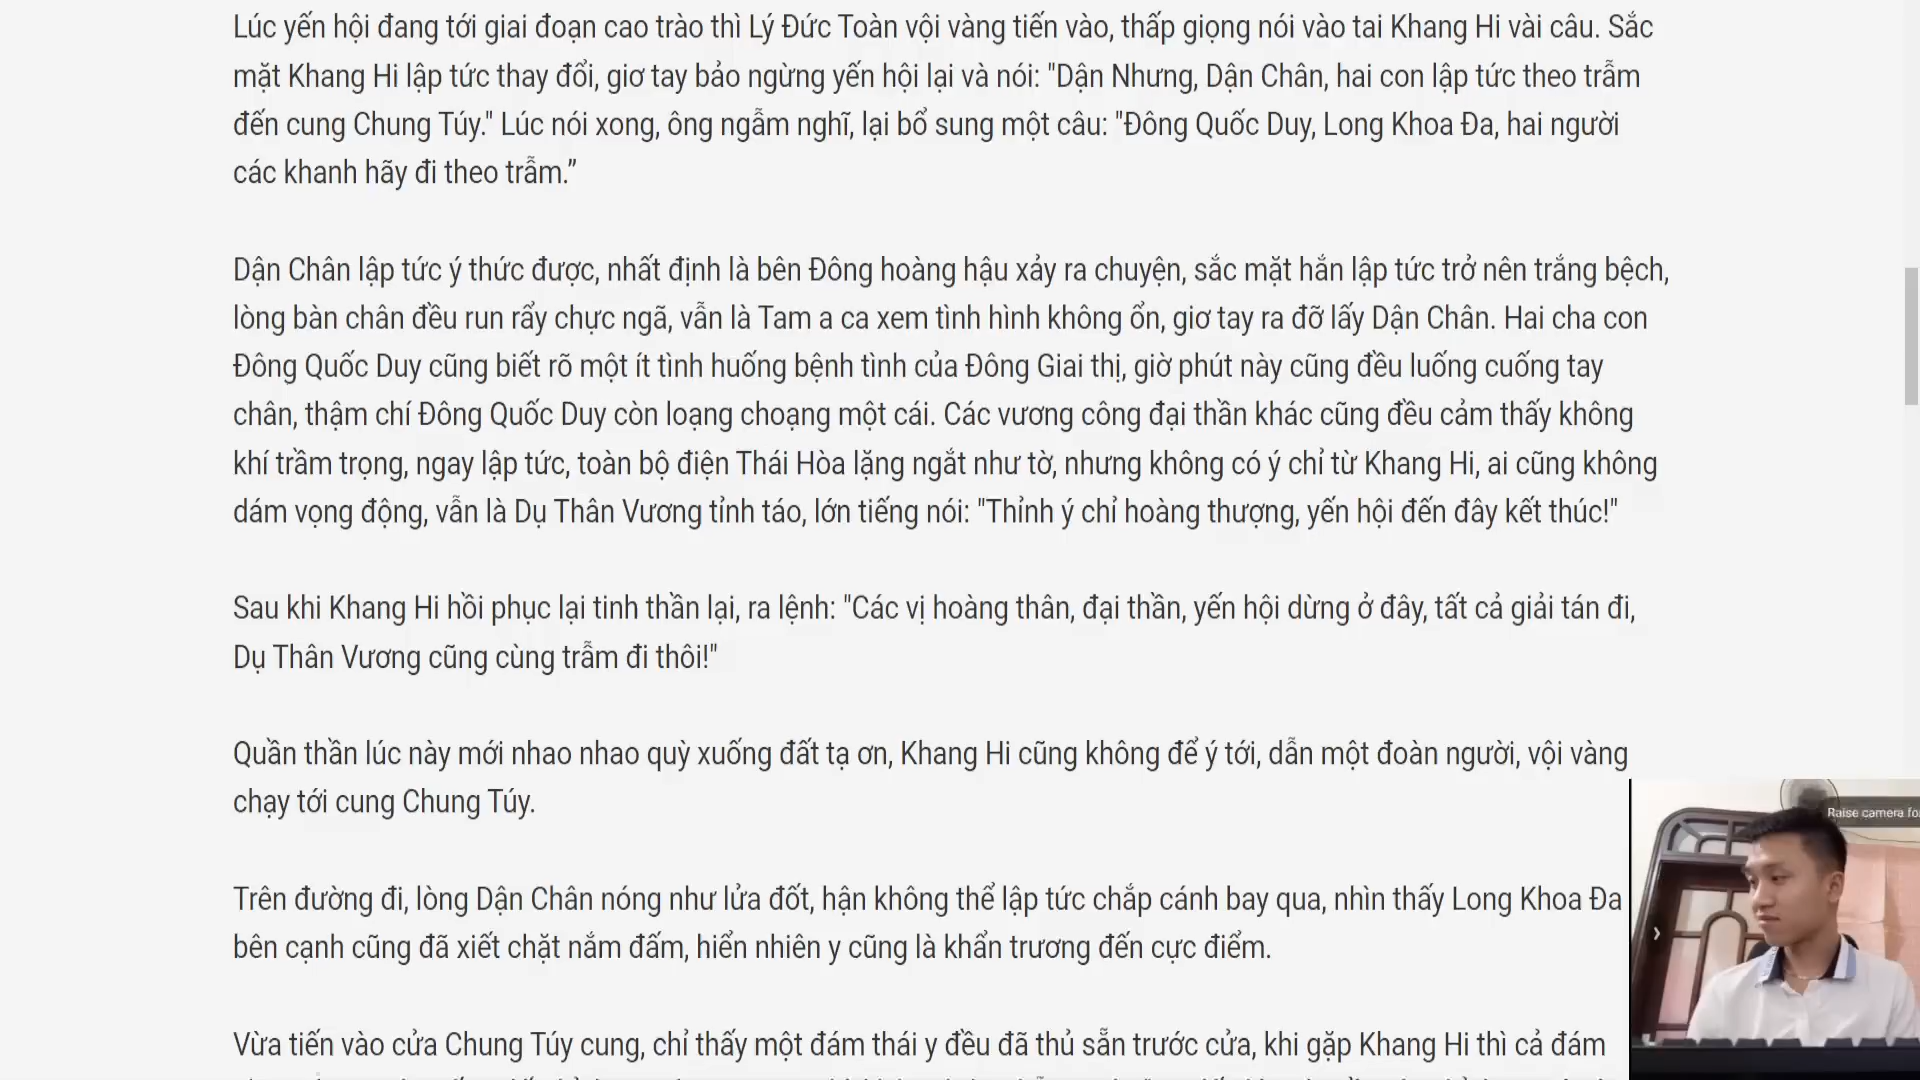 Lúc yến hội đang tới giai đoạn cao trào thì Lý Đức Toàn vội vàng tiến vào, thấp giọng nói vào tai Khang Hi vài câu. Sắc
mặt Khang Hi lập tức thay đổi, giơ tay bảo ngừng yến hội lại và nói: "Dận Nhưng, Dận Chân, hai con lập tức theo trẫm
đến cung Chung Túy." Lúc nói xong, ông ngẫm nghĩ, lại bổ sung một câu: "Đông Quốc Duy, Long Khoa Đa, hai người
các khanh hãy đi theo trẫm.”
Dận Chân lập tức ý thức được, nhất định là bên Đông hoàng hậu xảy ra chuyện, sắc mặt hắn lập tức trở nên trắng bệch,
lòng bàn chân đều run rẩy chực ngã, vẫn là Tam a ca xem tình hình không ổn, giơ tay ra đỡ lấy Dận Chân. Hai cha con
Đông Quốc Duy cũng biết rõ một ít tình huống bệnh tình của Đông Giai thị, giờ phút này cũng đều luống cuống tay
chân, thậm chí Đông Quốc Duy còn loạng choạng một cái. Các vương công đại thần khác cũng đều cảm thấy không
khí trầm trọng, ngay lập tức, toàn bộ điện Thái Hòa lặng ngắt như tờ, nhưng không có ý chỉ từ Khang Hi, ai cũng không
dám vọng động, vẫn là Dụ Thân Vương tỉnh táo, lớn tiếng nói: "Thỉnh ý chỉ hoàng thượng, yến hội đến đây kết thúc!"
Sau khi Khang Hi hồi phục lại tinh thần lại, ra lệnh: "Các vị hoàng thân, đại thần, yến hội dừng ở đây, tất cả giải tán đi,
Dụ Thân Vương cũng cùng trẫm đi thôi!"
Quần thần lúc này mới nhao nhao quỳ xuống đất tạ ơn, Khang Hi cũng không để ý tới, dẫn một đoàn người, vội vàng
chạy tới cung Chung Túy.
Trên đường đi, lòng Dận Chân nóng như lửa đốt, hận không thể lập tức chắp cánh bay qua, nhìn thấy Long Khoa Đa
bên cạnh cũng đã xiết chặt nắm đấm, hiển nhiên y cũng là khẩn trương đến cực điểm.
Vừa tiến vào cửa Chung Túy cung, chỉ thấy một đám thái y đều đã thủ sẵn trước cửa, khi gặp Khang Hi thì cả đám
Raise camera for